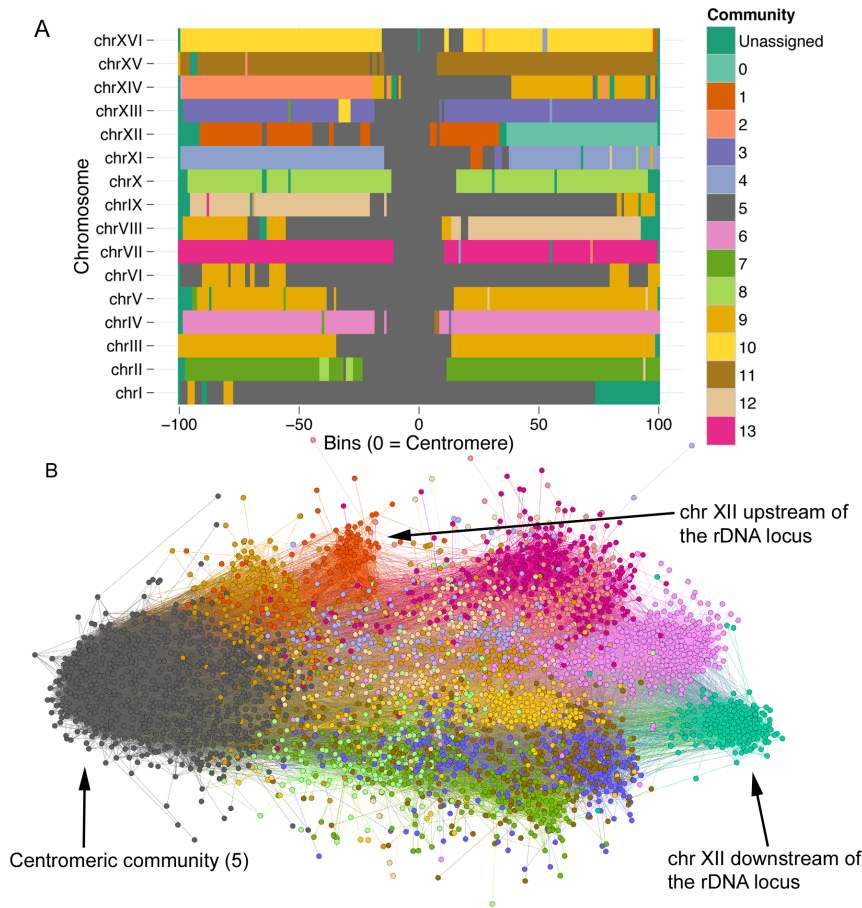 A
Community
chrXVI
chrXV
chrXIV
chrXIII
chrXII
chrXI
chrX
chrIX
chrVIII
chrVII
chrVI
chrV
chrIV
chrIII
chrII
chrI
Chromosome
−100
−50
0
50
100
Bins (0 = Centromere)
Unassigned
0
1
2
3
4
5
6
7
8
9
10
11
12
13
B
chr XII upstream of
the rDNA locus
Centromeric community (5)
chr XII downstream of
the rDNA locus